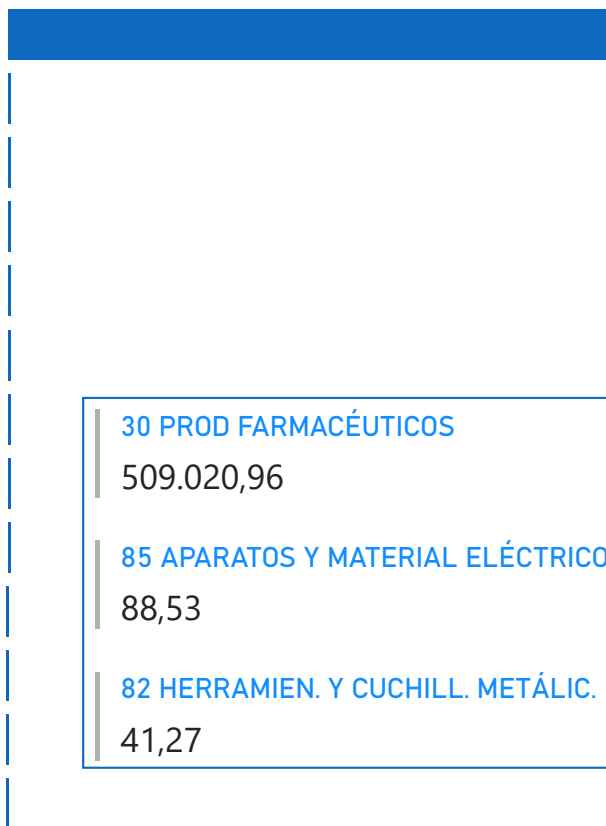 30 PROD FARMACÉUTICOS
509.020,96
85 APARATOS Y MATERIAL ELÉCTRICO
88,53
82 HERRAMIEN. Y CUCHILL. METÁLIC.
41,27